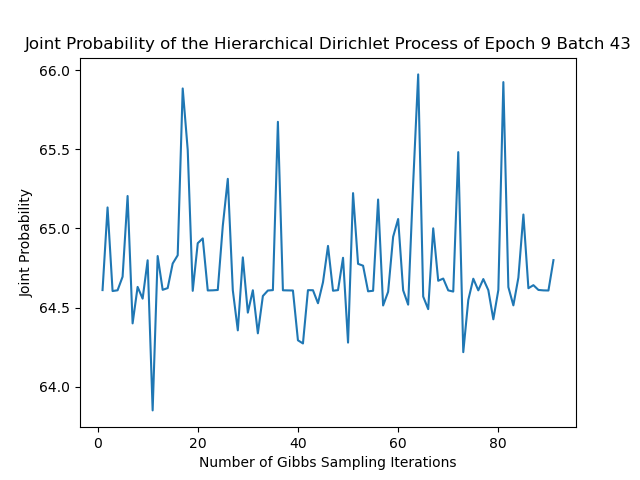 Joint Probability of the Hierarchical Dirichlet Process of Epoch 9 Batch 43
66.0
65.5
65.0
64.5
64.0
Joint Probability
0 20 40 60 80
Number of Gibbs Sampling Iterations